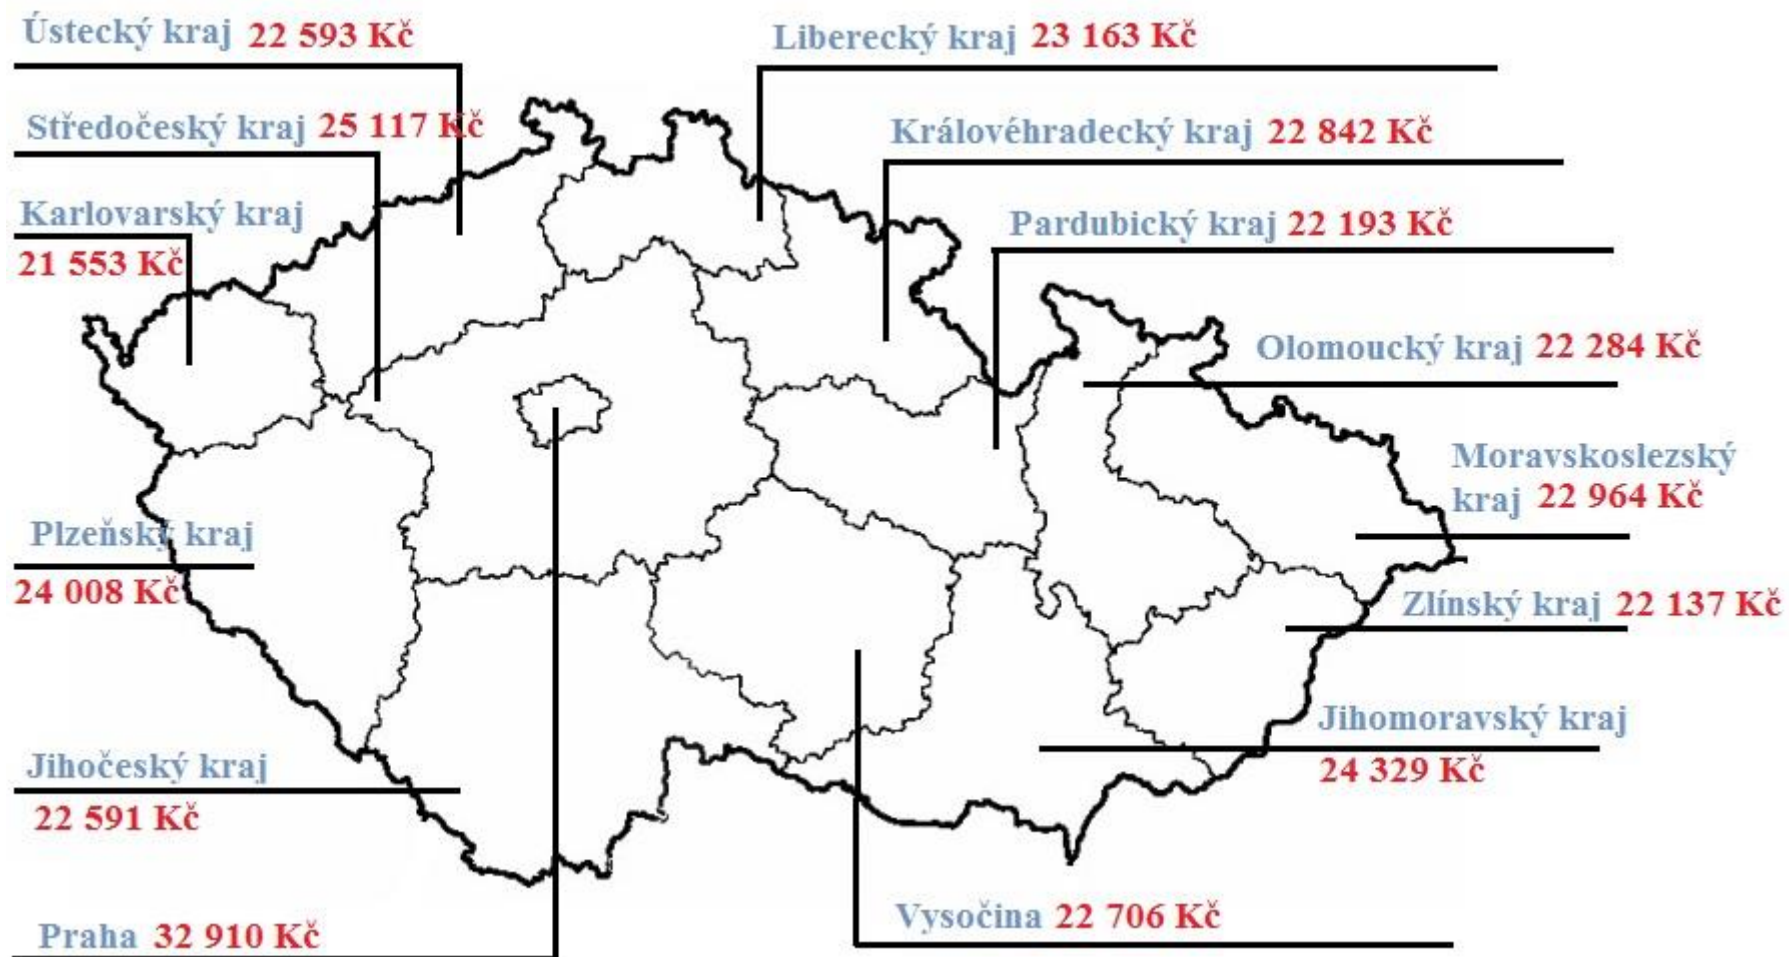 Ústecký kraj 22 593 Kč
Liberecký kraj 23 163 Kč
Středočeský kraj 25 117 Kč
Královéhradecký kraj 22 842 Kč
Karlovarský kraj
21 553 Kč
Pardubický kraj 22 193 Kč
Olomoucký kraj 22 284 Kč
Moravskoslezský
kraj 22 964 Kč
Plzeňský kraj
24 008 Kč
Zlínský kraj 22 137 Kč
Jihomoravský kraj
24 329 Kč
Jihočeský kraj
22 591 Kč
Vysočina 22 706 Kč
Praha 32 910 Kč